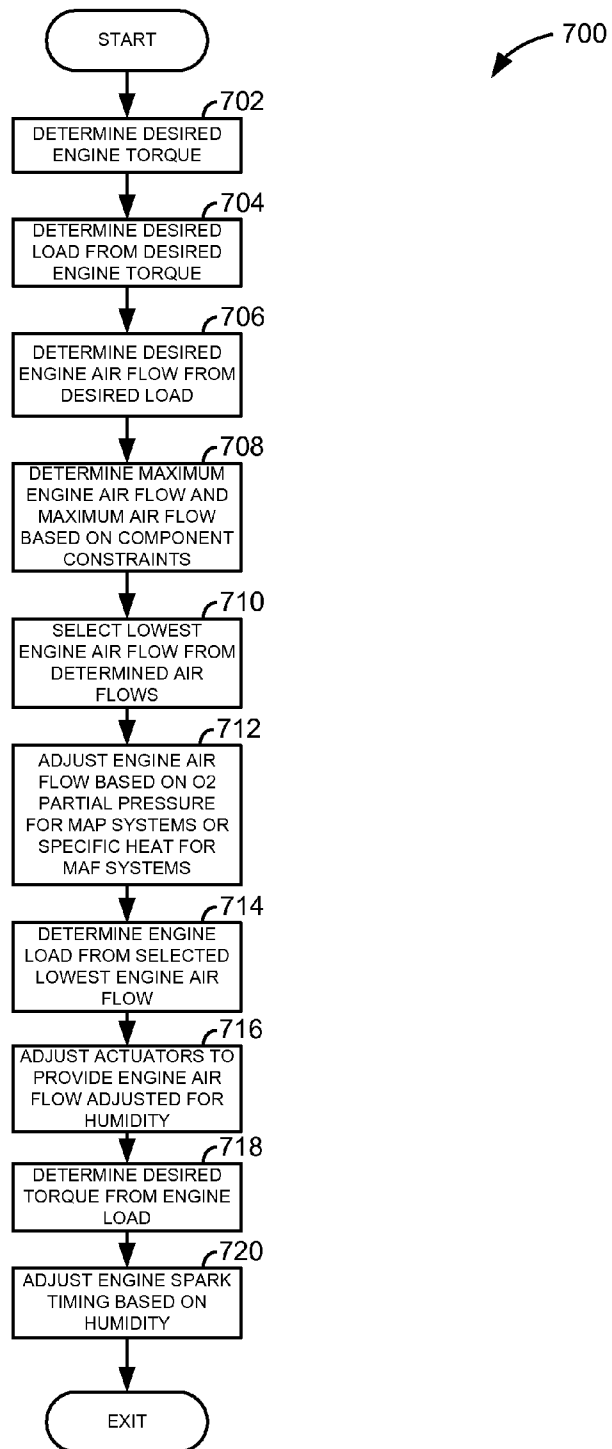 START
700
702
DETERMINE DESIRED
ENGINE TORQUE
704
DETERMINE DESIRED
LOAD FROM DESIRED
ENGINE TORQUE
706
DETERMINE DESIRED
ENGINE AIR FLOW FROM
DESIRED LOAD
708
DETERMINE MAXIMUM
ENGINE AIR FLOW AND
MAXIMUM AIR FLOW
BASED ON COMPONENT
CONSTRAINTS
710
SELECT LOWEST
ENGINE AIR FLOW FROM
DETERMINED AIR
FLOWS
712
ADJUST ENGINE AIR
FLOW BASED ON O2
PARTIAL PRESSURE
FOR MAP SYSTEMS OR
SPECIFIC HEAT FOR
MAF SYSTEMS
714
DETERMINE ENGINE
LOAD FROM SELECTED
LOWEST ENGINE AIR
FLOW
716
ADJUST ACTUATORS TO
PROVIDE ENGINE AIR
FLOW ADJUSTED FOR
HUMIDITY
718
DETERMINE DESIRED
TORQUE FROM ENGINE
LOAD
720
ADJUST ENGINE SPARK
TIMING BASED ON
HUMIDITY
EXIT